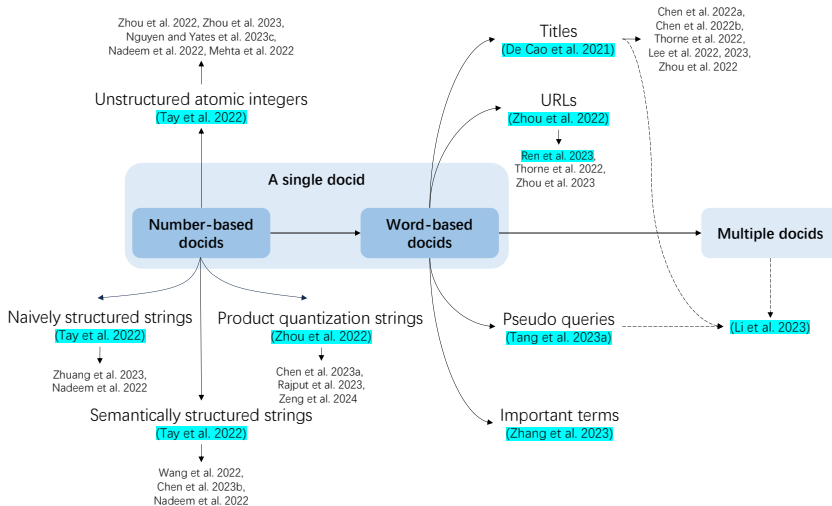 Zhou et al. 2022, Zhou et al. 2023,
Nguyen and Yates et al. 2023c,
Nadeem et al. 2022, Mehta et al. 2022
Unstructured atomic integers
(Tay et al. 2022)
Titles
(De Cao et al. 2021)
Chen et al. 2022a,
Chen et al. 2022b,
Thorne et al. 2022,
Lee et al. 2022, 2023,
Zhou et al. 2022
URLs
(Zhou et al. 2022)
Ren et al. 2023,
Thorne et al. 2022,
Zhou et al. 2023
A single docid
Number-based
docids
Word-based
docids
Multiple docids
Naively structured strings
(Tay et al. 2022)
Zhuang et al. 2023,
Nadeem et al. 2022
Product quantization strings
(Zhou et al. 2022)
Chen et al. 2023a,
Rajput et al. 2023,
Zeng et al. 2024
Semantically structured strings
(Tay et al. 2022)
Wang et al. 2022,
Chen et al. 2023b,
Nadeem et al. 2022
Pseudo queries
(Tang et al. 2023a)
(Li et al. 2023)
Important terms
(Zhang et al. 2023)